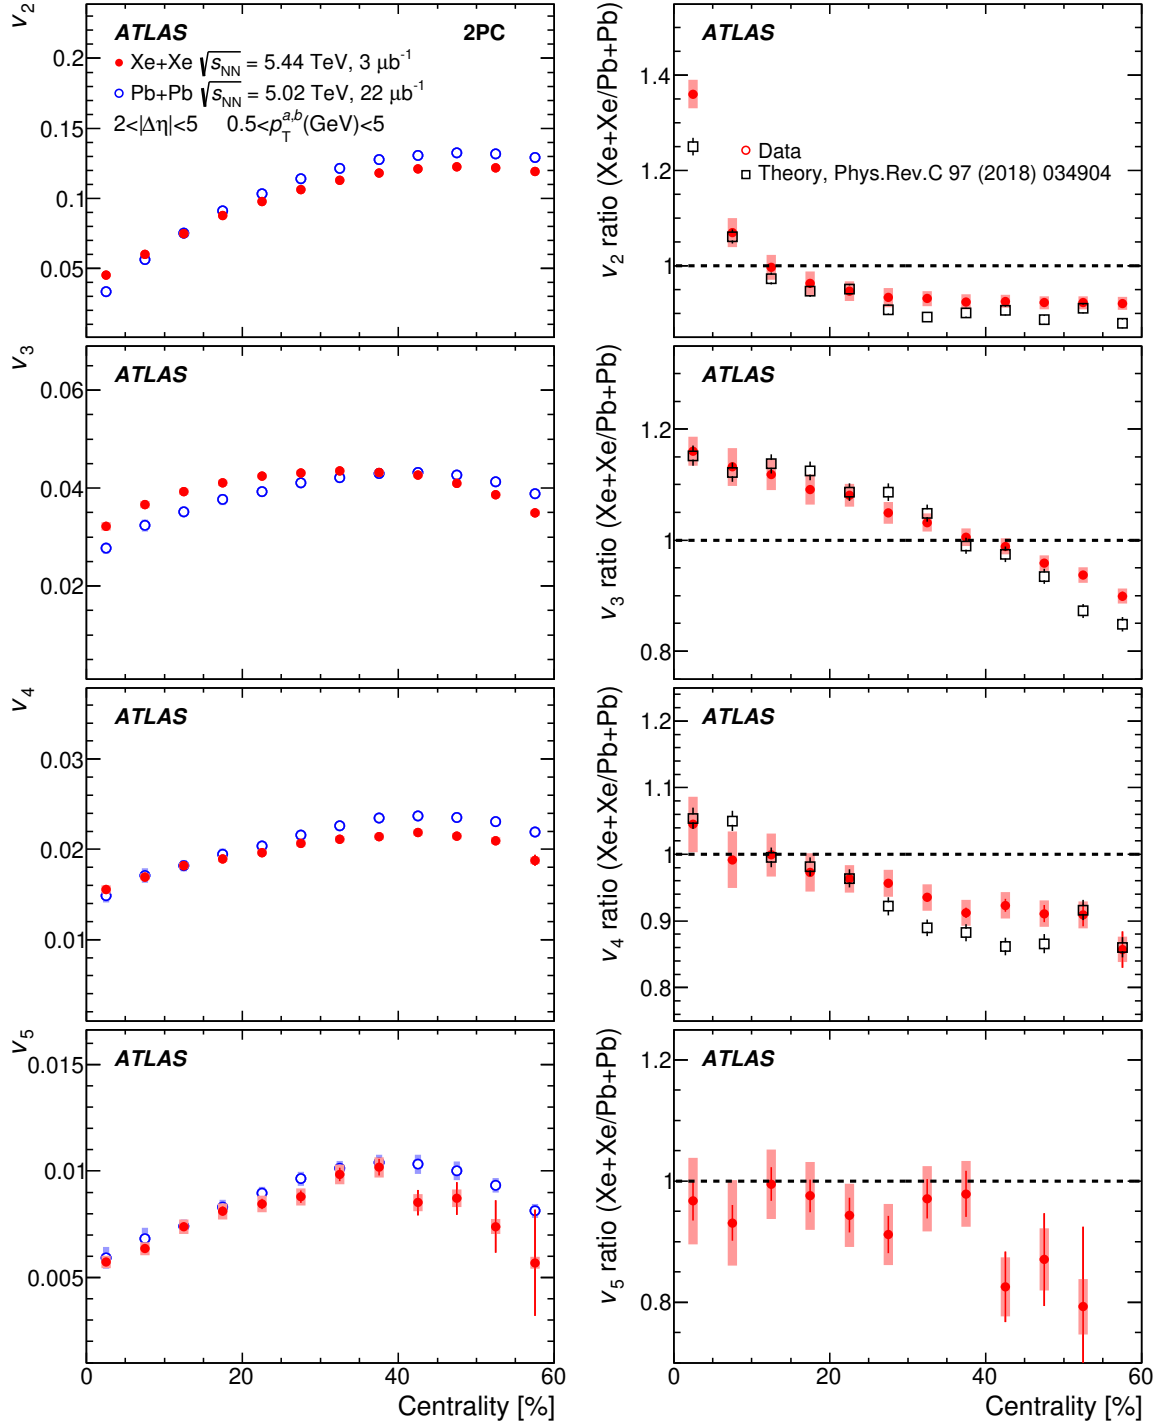 v2
ATLAS 2PC
Xe+Xe √sNN = 5.44 TeV, 3 μb-1
Pb+Pb √sNN = 5.02 TeV, 22 μb-1
2<|Δη|<5 0.5<pTa,b(GeV)<5
0.2
0.15
0.1
0.05
v2 ratio (Xe+Xe/Pb+Pb)
ATLAS
Data
Theory, Phys.Rev.C 97 (2018) 034904
1.4
1.2
1
v3
ATLAS
0.06
0.04
0.02
v3 ratio (Xe+Xe/Pb+Pb)
ATLAS
1.2
1
0.8
v4
ATLAS
0.03
0.02
0.01
v4 ratio (Xe+Xe/Pb+Pb)
ATLAS
1.2
1.1
1
0.9
0.8
v5
ATLAS
0.015
0.01
0.005
0 20 40 60
Centrality [%]
v5 ratio (Xe+Xe/Pb+Pb)
ATLAS
1.2
1
0.8
0 20 40 60
Centrality [%]